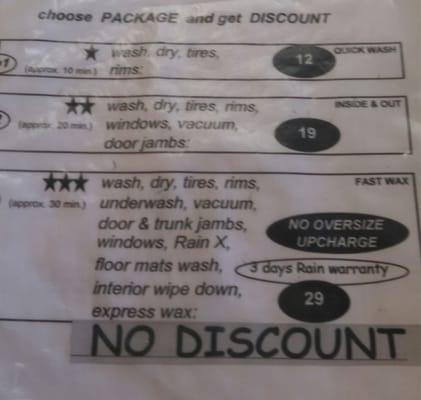 choose PACKAGE and get DISCOUNT
#1 ★ wash, dry, tires, 12 QUICK WASH
(approx. 10 min.) rims:
★★ wash, dry, tires, rims, INSIDE & OUT
(approx. 20 min.) windows, vacuum, 19
door jambs:
★★★ wash, dry, tires, rims, FAST WAX
(approx. 30 min.) underwash, vacuum,
door & trunk jambs, NO OVERSIZE
windows, Rain X, UPCHARGE
floor mats wash, 3 days Rain warranty
interior wipe down, 29
express wax:
NO DISCOUNT